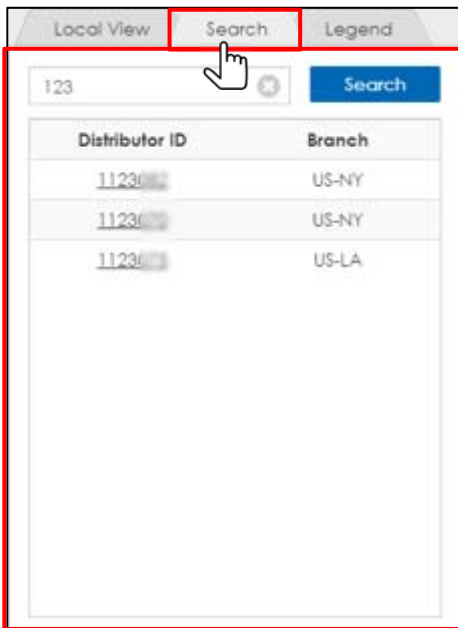 Local View Search Legend
123 Search
Distributor ID Branch
US-NY
US-NY
US-LA